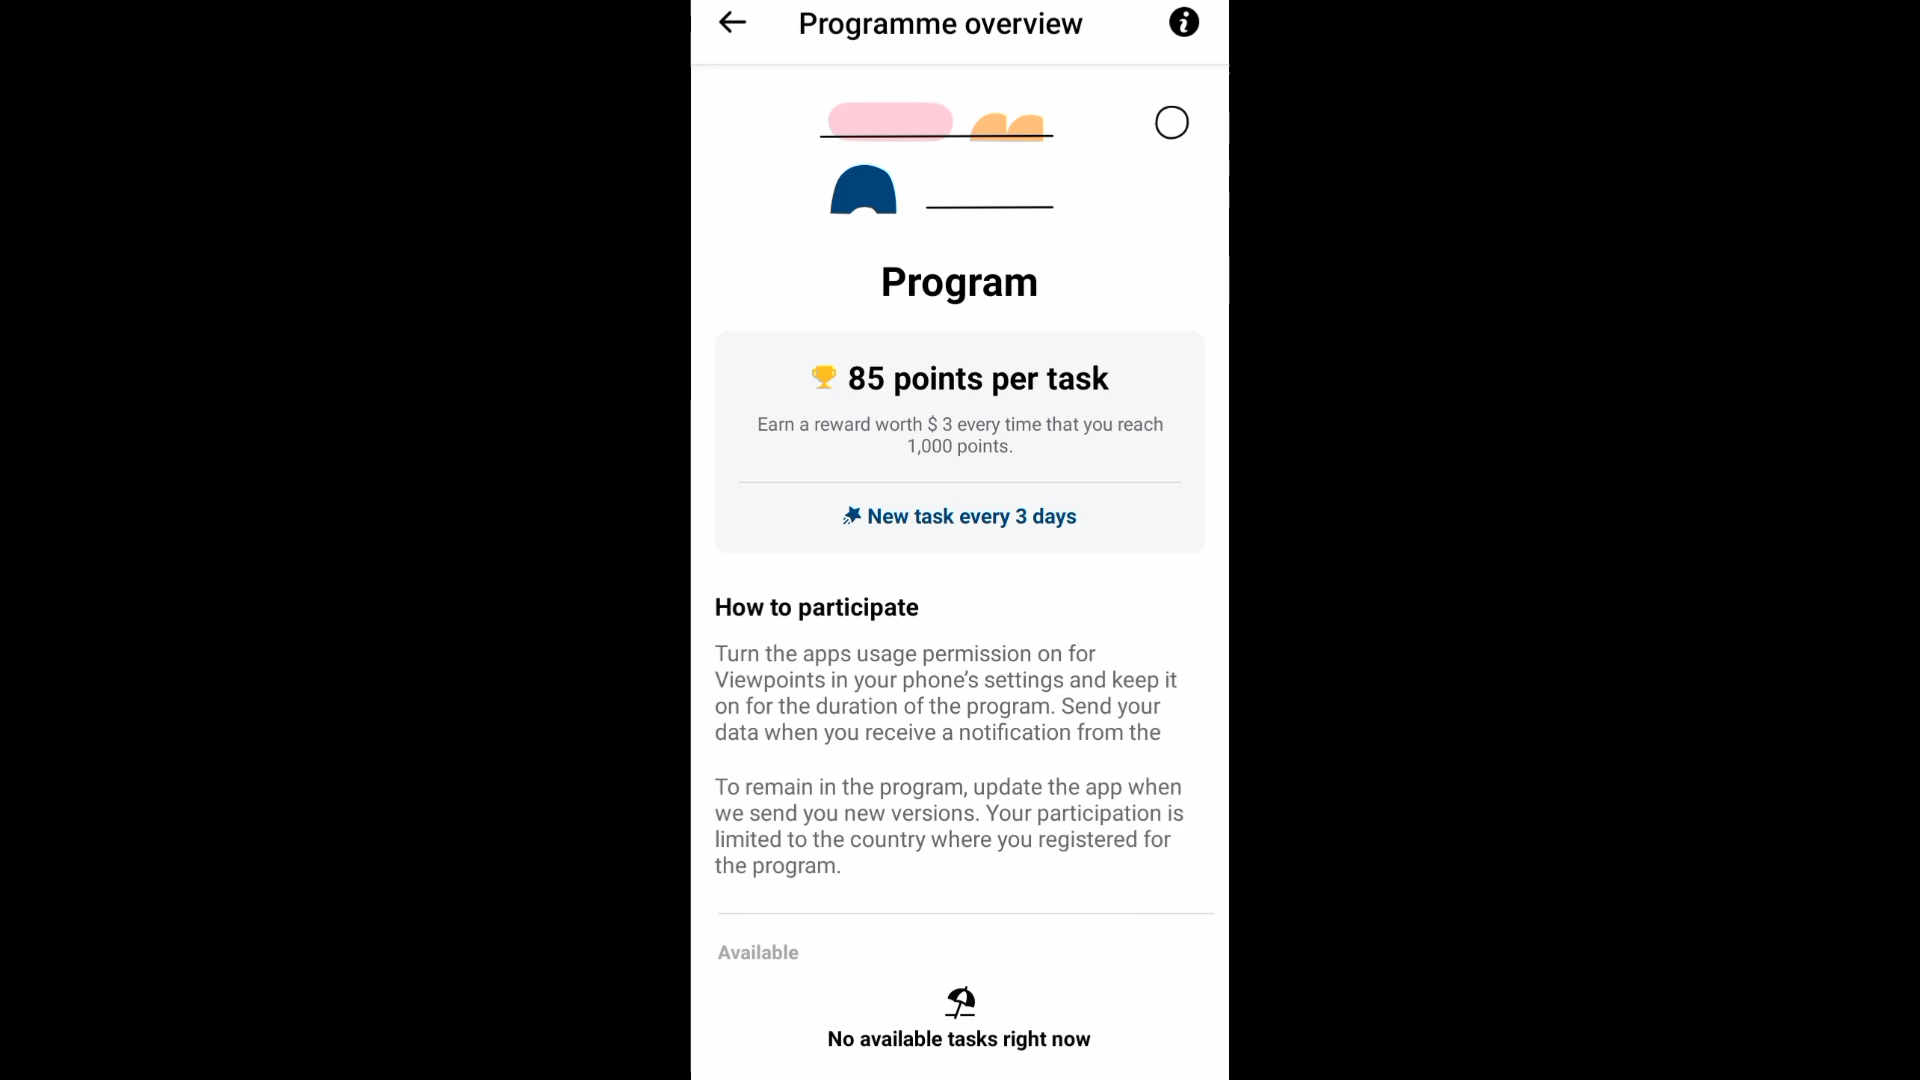 Programme overview
Program
85 points per task
Earn a reward worth $ 3 every time that you reach
1,000 points.
New task every 3 days
How to participate
Turn the apps usage permission on for
Viewpoints in your phone’s settings and keep it
on for the duration of the program. Send your
data when you receive a notification from the
To remain in the program, update the app when
we send you new versions. Your participation is
limited to the country where you registered for
the program.
Available
No available tasks right now